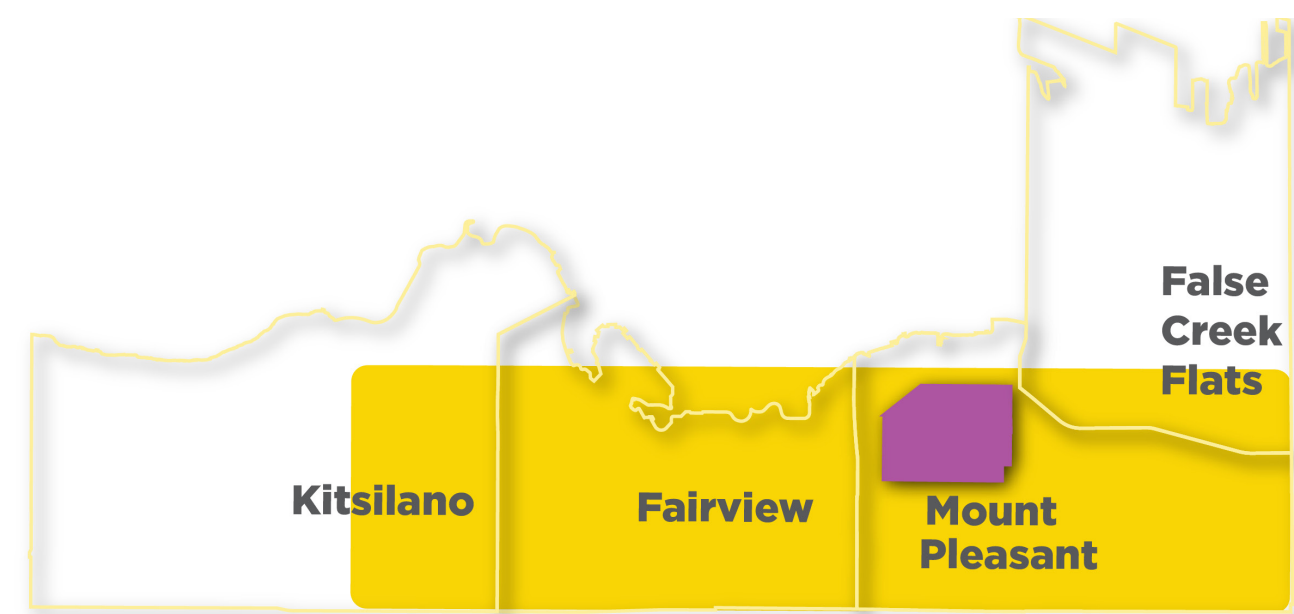 False
Creek
Flats
Kitsilano
Fairview
Mount
Pleasant